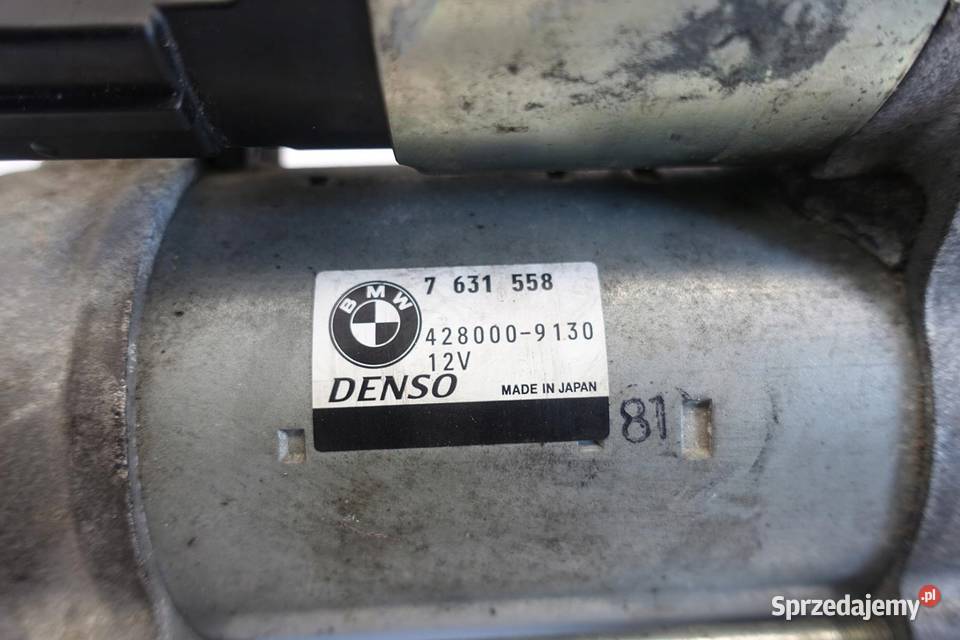 BMW
7 631 558
428000-9130
12V
DENSO
MADE IN JAPAN
81
Sprzedajemy.pl